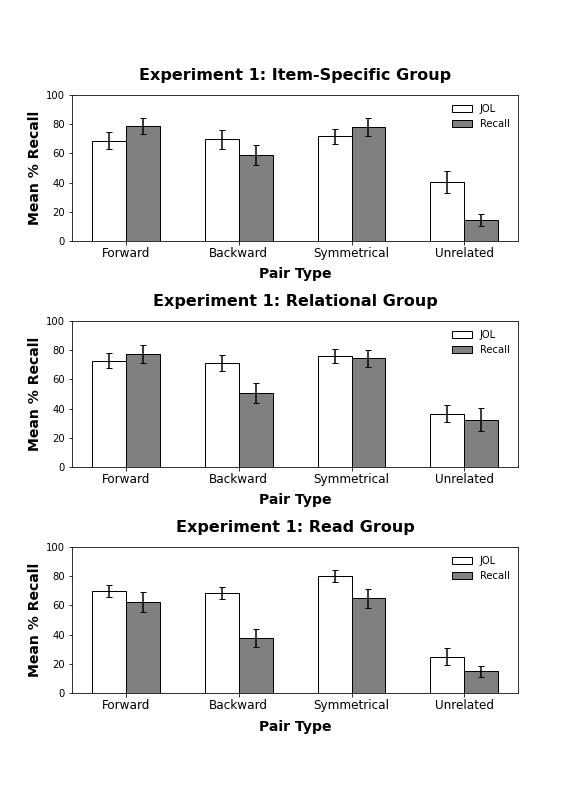 Experiment 1: Item-Specific Group
Mean % Recall
100
80
60
40
20
0
JOL
Recall
Forward Backward Symmetrical Unrelated
Pair Type
Experiment 1: Relational Group
Mean % Recall
100
80
60
40
20
0
JOL
Recall
Forward Backward Symmetrical Unrelated
Pair Type
Experiment 1: Read Group
Mean % Recall
100
80
60
40
20
0
JOL
Recall
Forward Backward Symmetrical Unrelated
Pair Type